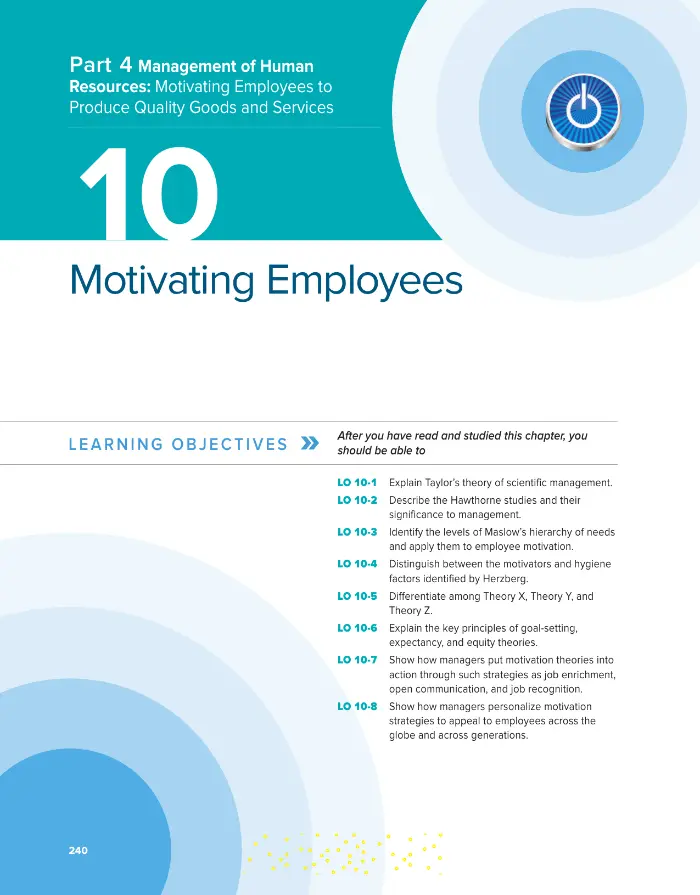 Part 4 Management of Human
Resources: Motivating Employees to
Produce Quality Goods and Services
10
Motivating Employees
LEARNING OBJECTIVES »
After you have read and studied this chapter, you
should be able to
LO 10-1 Explain Taylor's theory of scientific management.
LO 10-2 Describe the Hawthorne studies and their
significance to management.
LO 10-3 Identify the levels of Maslow's hierarchy of needs
and apply them to employee motivation.
LO 10-4 Distinguish between the motivators and hygiene
factors identified by Herzberg.
LO 10-5 Differentiate among Theory X, Theory Y, and
Theory Z.
LO 10-6 Explain the key principles of goal-setting,
expectancy, and equity theories.
LO 10-7 Show how managers put motivation theories into
action through such strategies as job enrichment,
open communication, and job recognition.
LO 10-8 Show how managers personalize motivation
strategies to appeal to employees across the
globe and across generations.
240